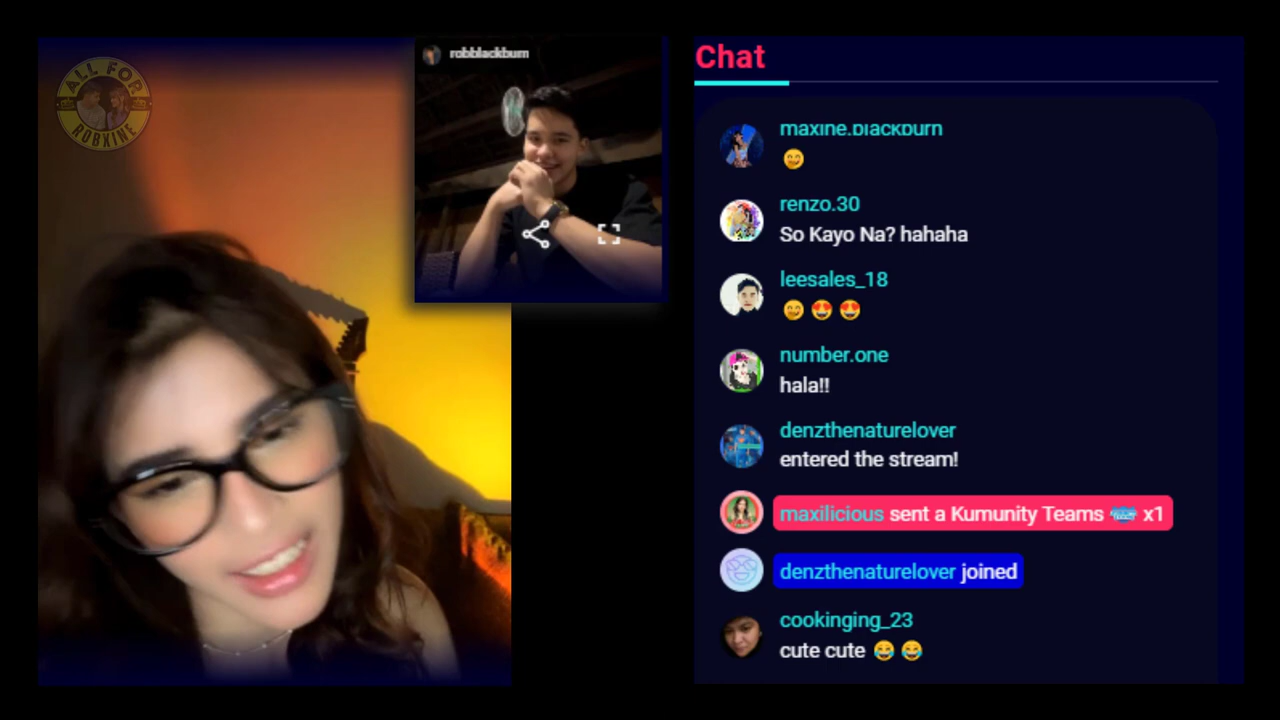 ALL FOR
ROBXINE
robblackburn
Chat
maxine.blackburn
renzo.30
So Kayo Na? hahaha
leesales_18
number.one
hala!!
denzthenaturelover
entered the stream!
maxilicious sent a Kumunity Teams x1
denzthenaturelover joined
cookinging_23
cute cute